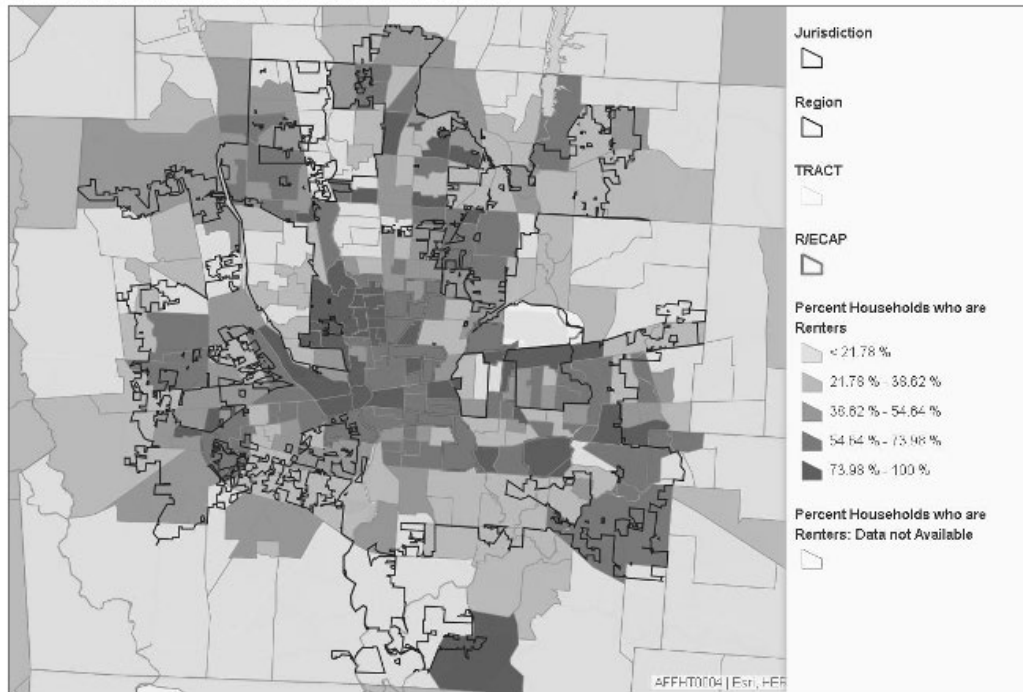 Jurisdiction
Region
TRACT
R/ECAP
Percent Households who are
Renters
< 21.78 %
21.78 % - 38.62 %
38.62 % - 54.64 %
54.64 % - 73.98 %
73.98 % - 100 %
Percent Households who are
Renters: Data not Available
AFFHT0004 | Esri, HERE